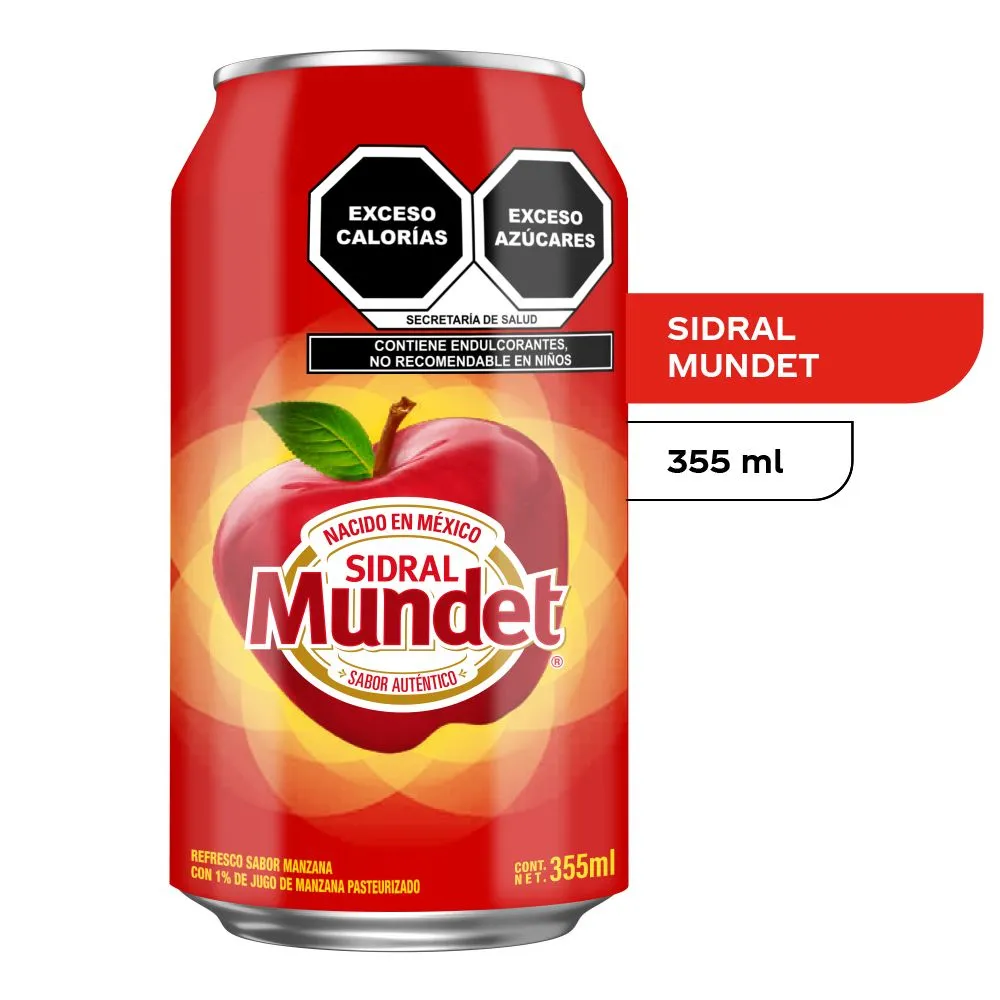 EXCESO
CALORÍAS
EXCESO
AZÚCARES
SECRETARÍA DE SALUD
CONTIENE ENDULCORANTES,
NO RECOMENDABLE EN NIÑOS
SIDRAL
MUNDET
355 ml
NACIDO EN MÉXICO
SIDRAL
Mundet
®
SABOR AUTÉNTICO
REFRESCO SABOR MANZANA
CON 1% DE JUGO DE MANZANA PASTEURIZADO
CONT.
NET. 355ml